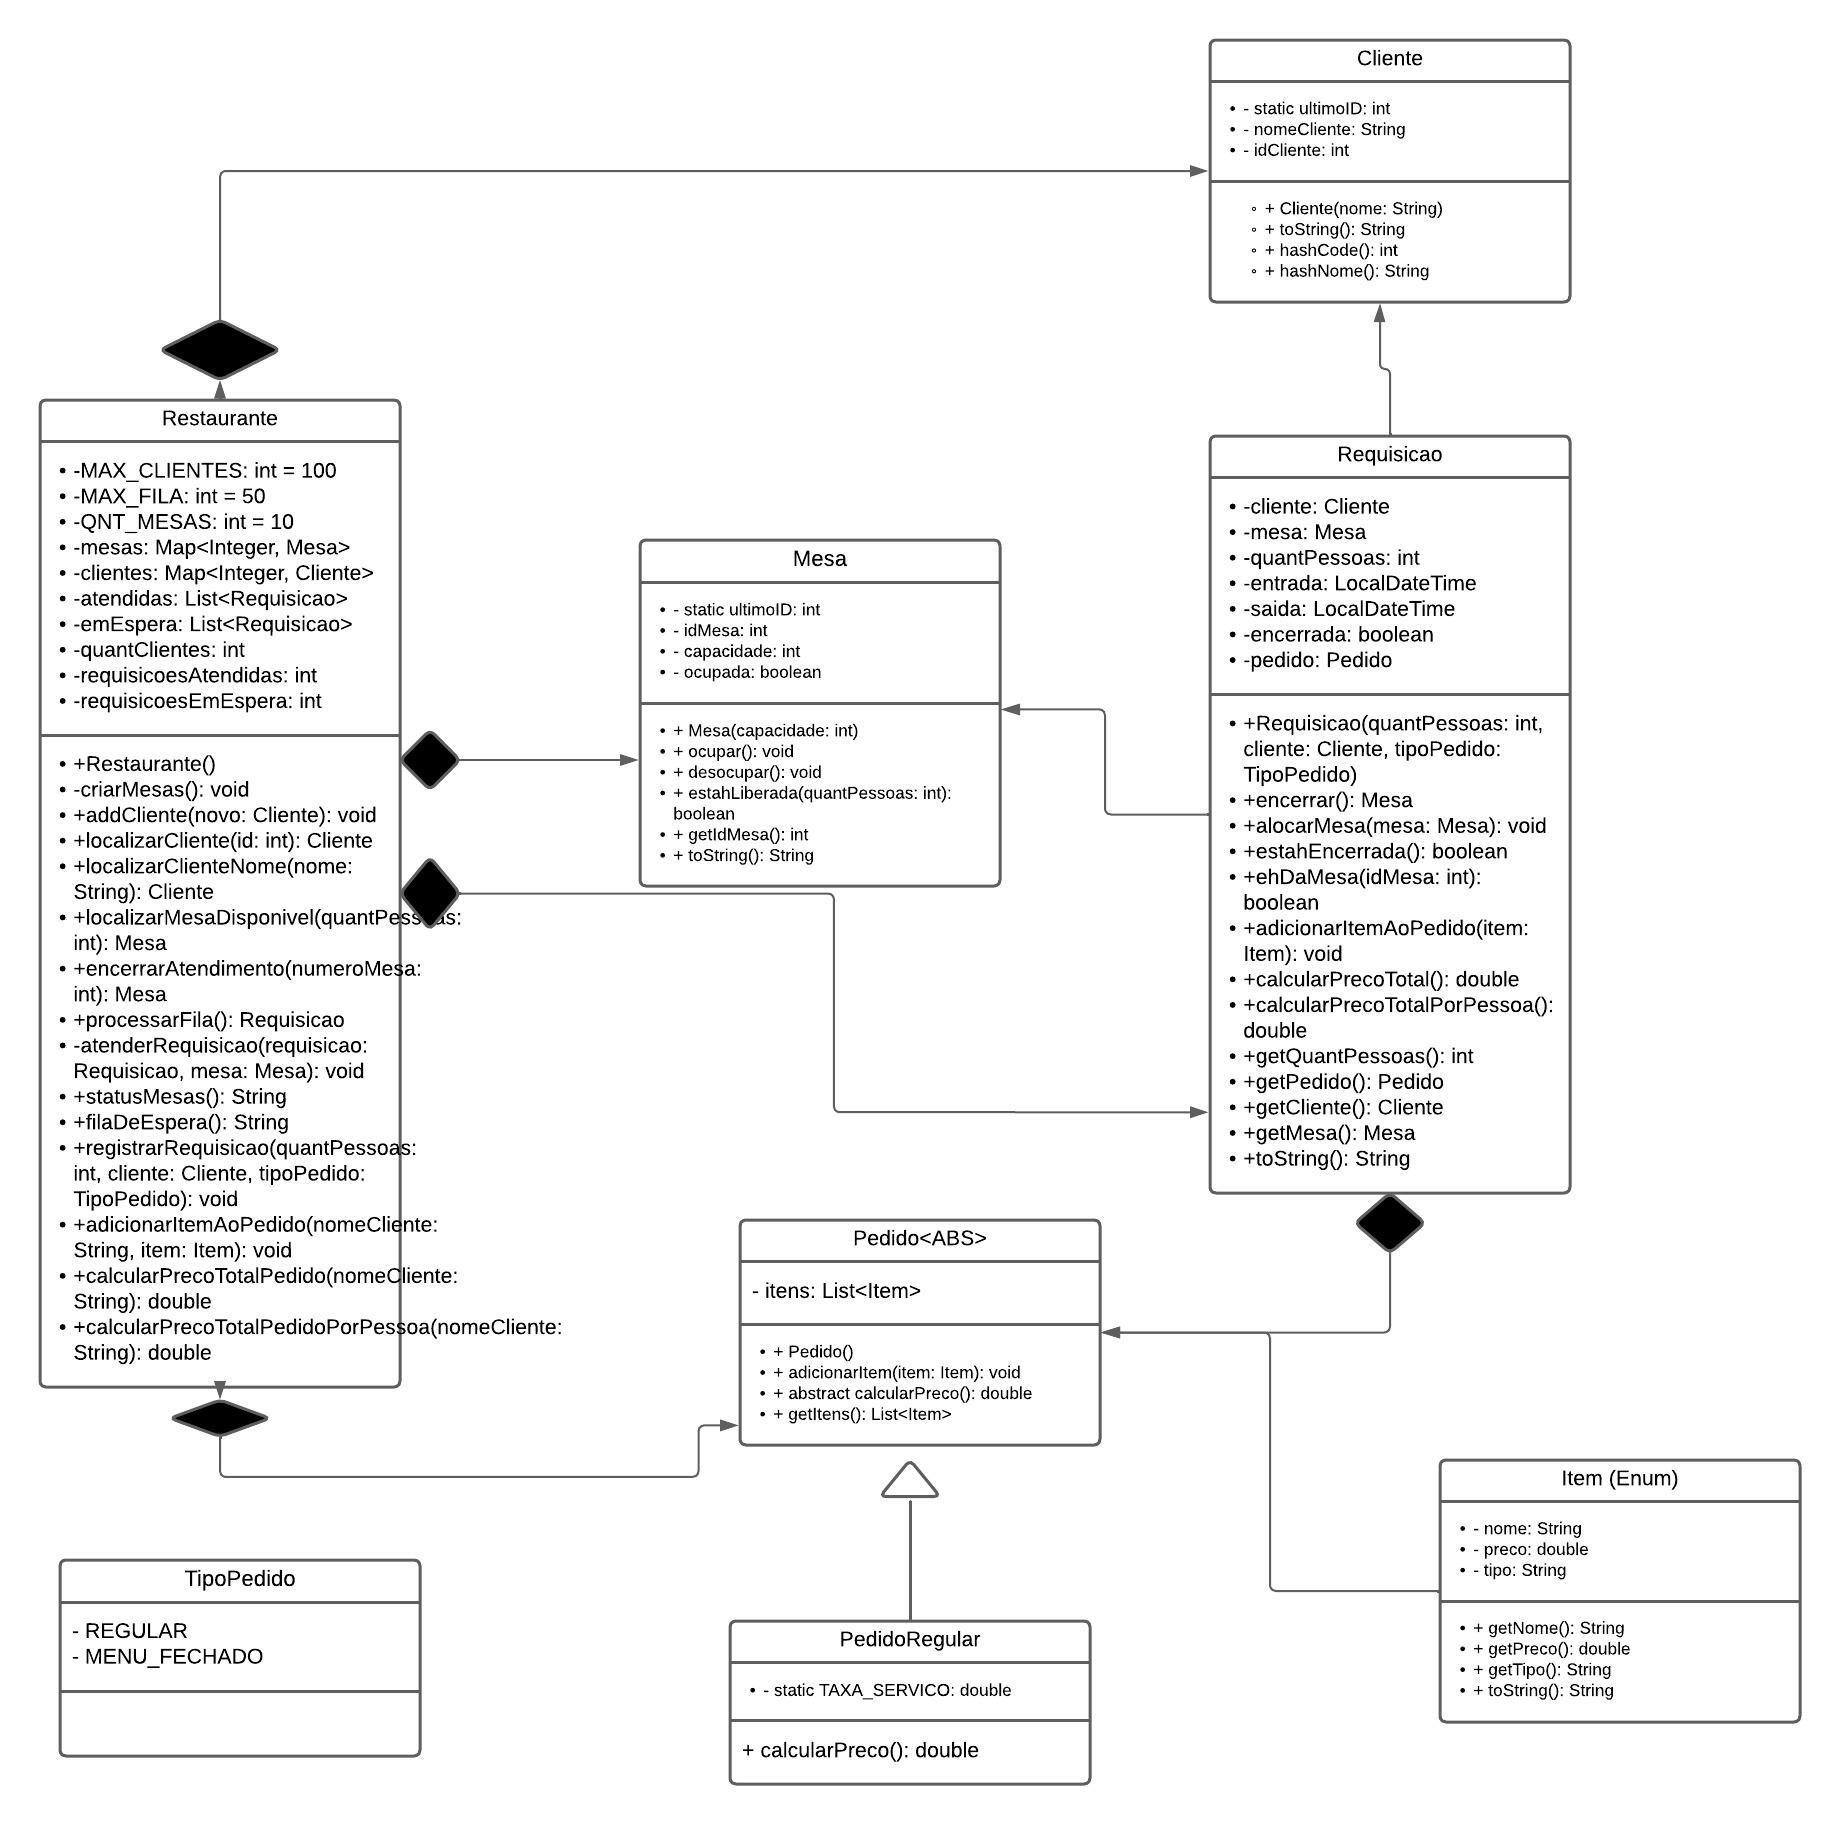 Cliente
- static ultimoID: int
- nomeCliente: String
- idCliente: int
+ Cliente(nome: String)
+ toString(): String
+ hashCode(): int
+ hashNome(): String
Restaurante
-MAX_CLIENTES: int = 100
-MAX_FILA: int = 50
-QNT_MESAS: int = 10
-mesas: Map<Integer, Mesa>
-clientes: Map<Integer, Cliente>
-atendidas: List<Requisicao>
-emEspera: List<Requisicao>
-quantClientes: int
-requisicoesAtendidas: int
-requisicoesEmEspera: int
+Restaurante()
-criarMesas(): void
+addCliente(novo: Cliente): void
+localizarCliente(id: int): Cliente
+localizarClienteNome(nome:
String): Cliente
+localizarMesaDisponivel(quantPessoas:
int): Mesa
+encerrarAtendimento(numeroMesa:
int): Mesa
+processarFila(): Requisicao
-atenderRequisicao(requisicao:
Requisicao, mesa: Mesa): void
+statusMesas(): String
+filaDeEspera(): String
+registrarRequisicao(quantPessoas:
int, cliente: Cliente, tipoPedido:
TipoPedido): void
+adicionarItemAoPedido(nomeCliente:
String, item: Item): void
+calcularPrecoTotalPedido(nomeCliente:
String): double
+calcularPrecoTotalPedidoPorPessoa(nomeCliente:
String): double
Mesa
- static ultimoID: int
- idMesa: int
- capacidade: int
- ocupada: boolean
+ Mesa(capacidade: int)
+ ocupar(): void
+ desocupar(): void
+ estahLiberada(quantPessoas: int):
boolean
+ getIdMesa(): int
+ toString(): String
Requisicao
-cliente: Cliente
-mesa: Mesa
-quantPessoas: int
-entrada: LocalDateTime
-saida: LocalDateTime
-encerrada: boolean
-pedido: Pedido
+Requisicao(quantPessoas: int,
cliente: Cliente, tipoPedido:
TipoPedido)
+encerrar(): Mesa
+alocarMesa(mesa: Mesa): void
+estahEncerrada(): boolean
+ehDaMesa(idMesa: int):
boolean
+adicionarItemAoPedido(item:
Item): void
+calcularPrecoTotal(): double
+calcularPrecoTotalPorPessoa():
double
+getQuantPessoas(): int
+getPedido(): Pedido
+getCliente(): Cliente
+getMesa(): Mesa
+toString(): String
Pedido<ABS>
- itens: List<Item>
+ Pedido()
+ adicionarItem(item: Item): void
+ abstract calcularPreco(): double
+ getItens(): List<Item>
Item (Enum)
- nome: String
- preco: double
- tipo: String
+ getNome(): String
+ getPreco(): double
+ getTipo(): String
+ toString(): String
TipoPedido
- REGULAR
- MENU_FECHADO
PedidoRegular
- static TAXA_SERVICO: double
+ calcularPreco(): double